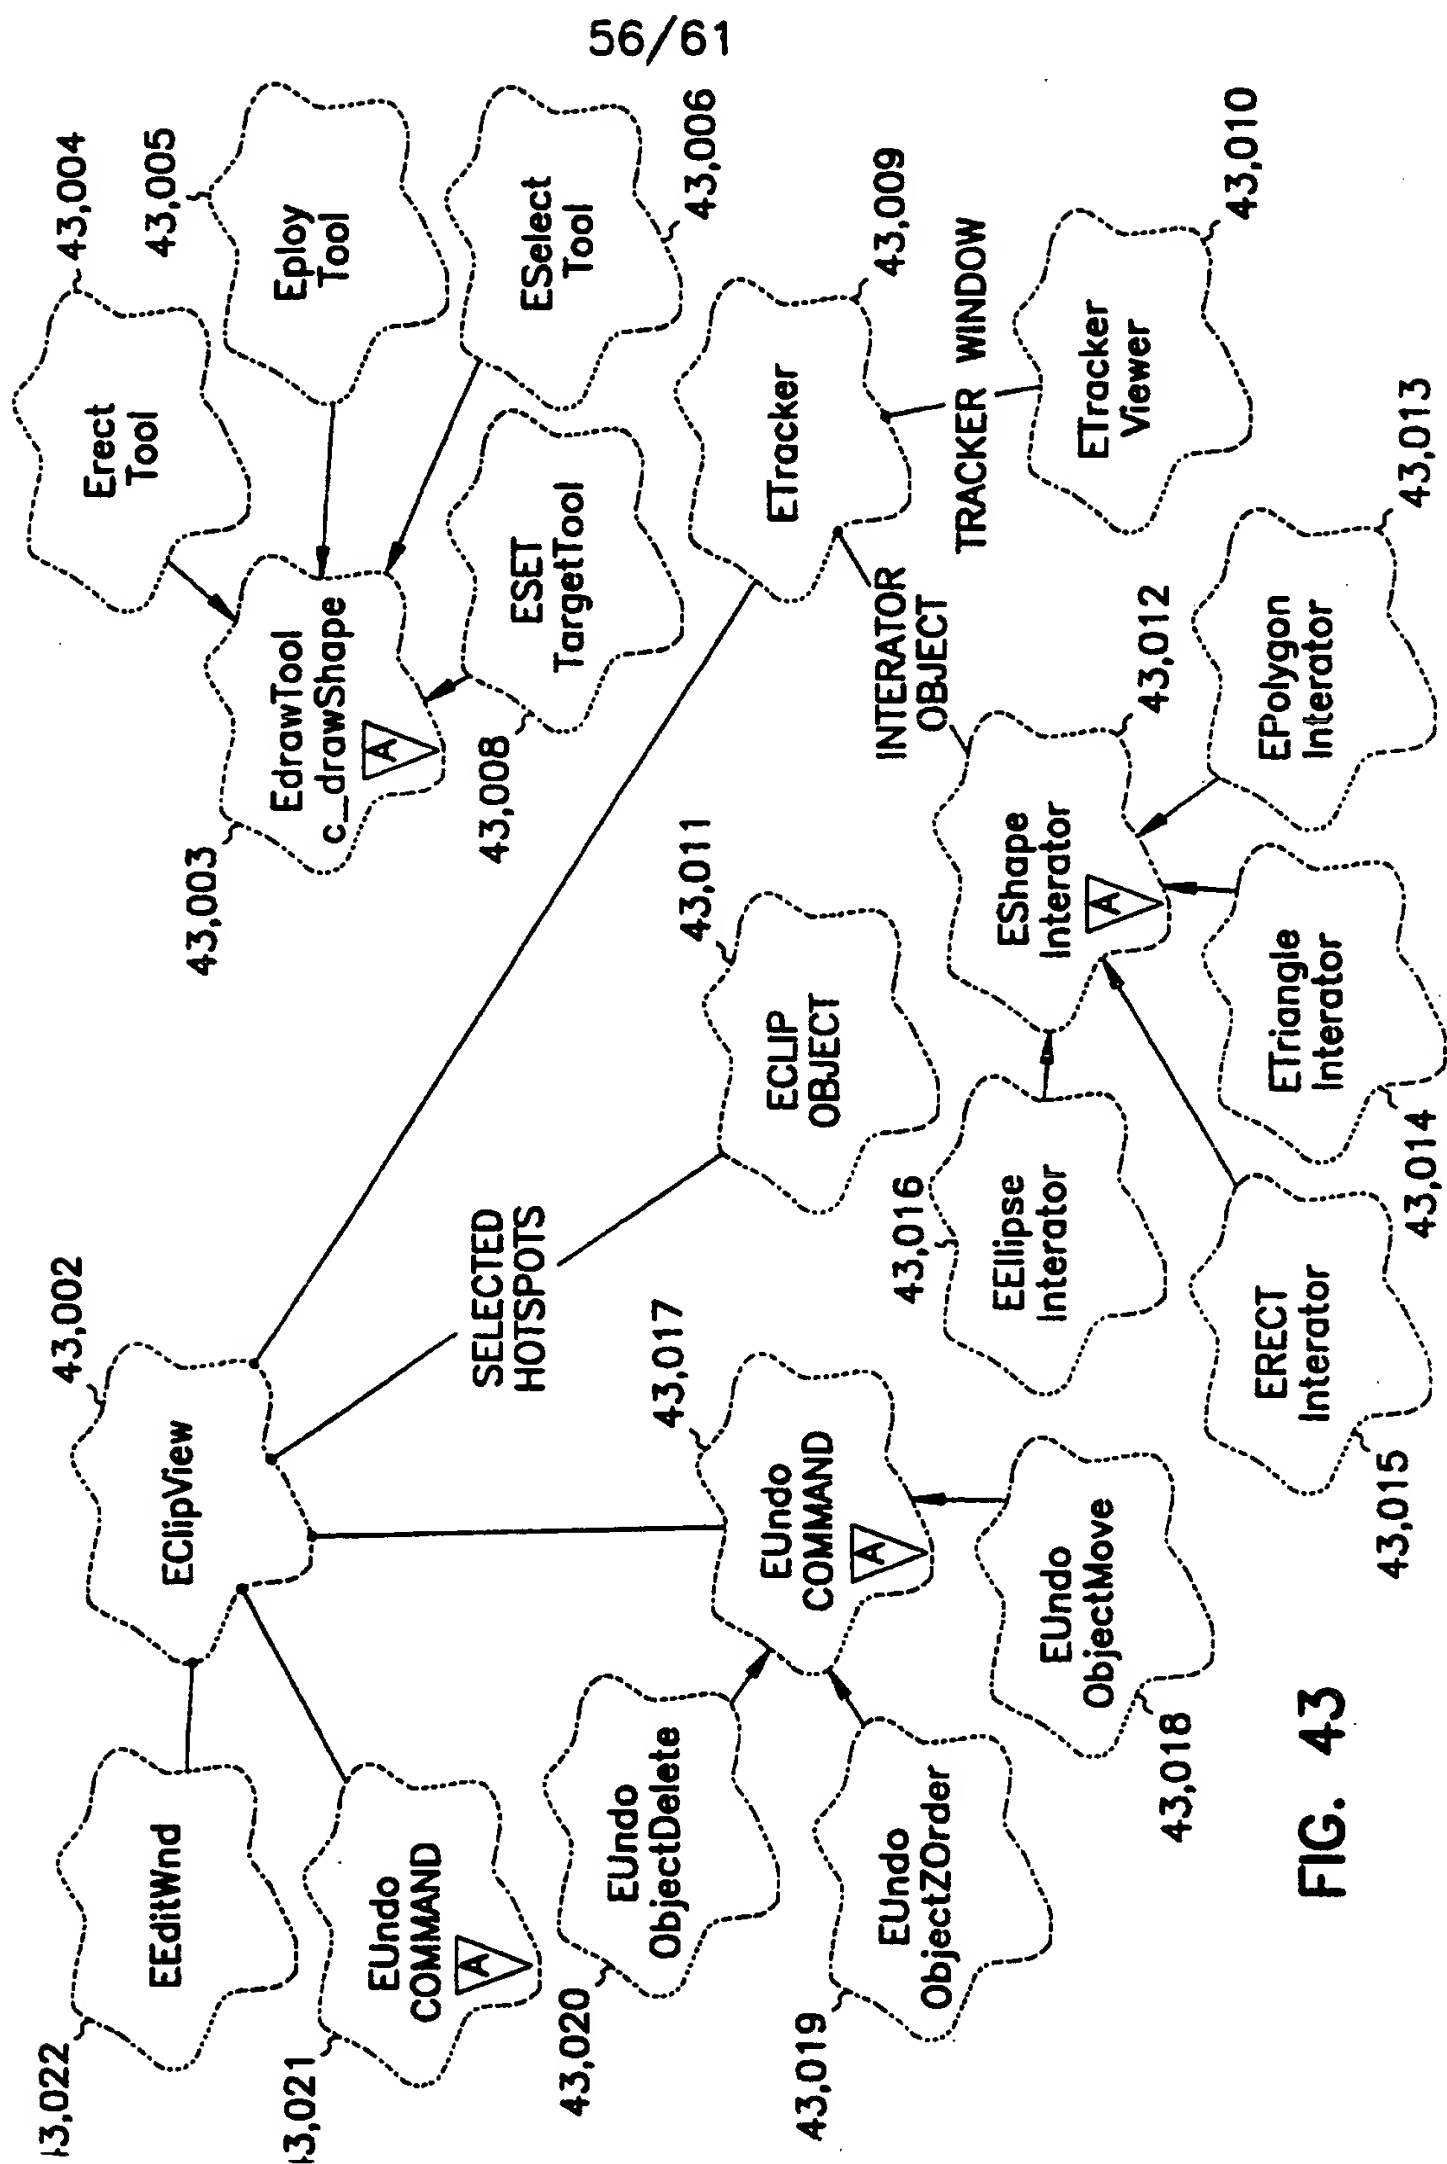 56/61
43,004
Erect
Tool
43,005
Eploy
Tool
ESelect
Tool
43,006
EdrawTool
c_drawShape
A
43,003
ESET
TargetTool
43,008
ETracker
43,009
TRACKER WINDOW
ETracker
Viewer
43,010
INTERATOR
OBJECT
43,002
EClipView
SELECTED
HOTSPOTS
43,011
ECLIP
OBJECT
EShape
Interator
A
43,012
EPolygon
Interator
43,013
ETriangle
Interator
43,014
ERECT
Interator
43,015
43,016
EEllipse
Interator
43,017
EUndo
COMMAND
A
EUndo
ObjectMove
43,018
EUndo
ObjectZOrder
43,019
EUndo
ObjectDelete
43,020
EUndo
COMMAND
A
43,021
EEditWnd
43,022
FIG. 43